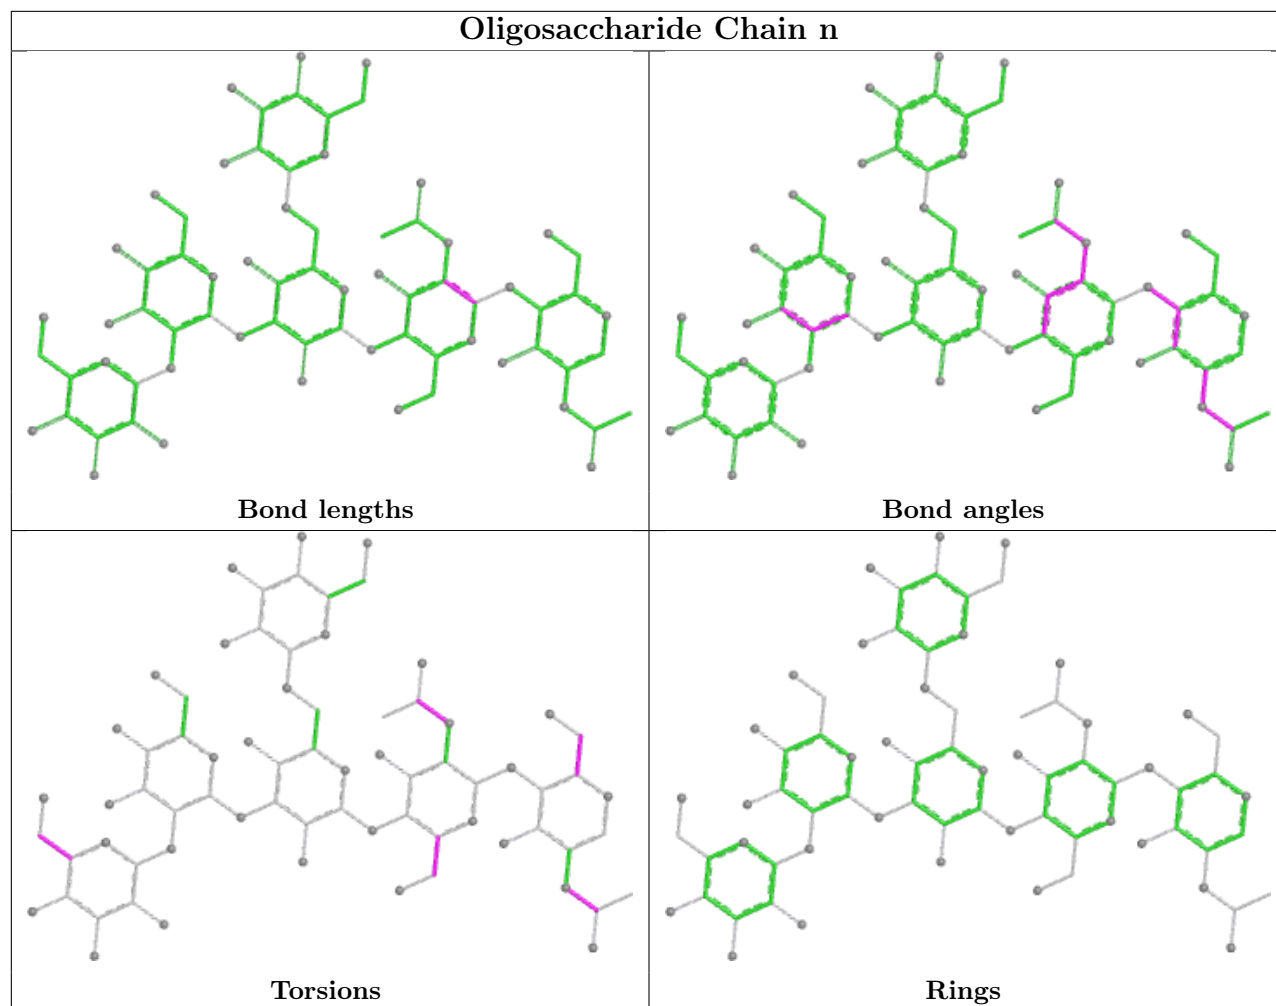 Oligosaccharide Chain n
Bond lengths
Bond angles
Torsions
Rings